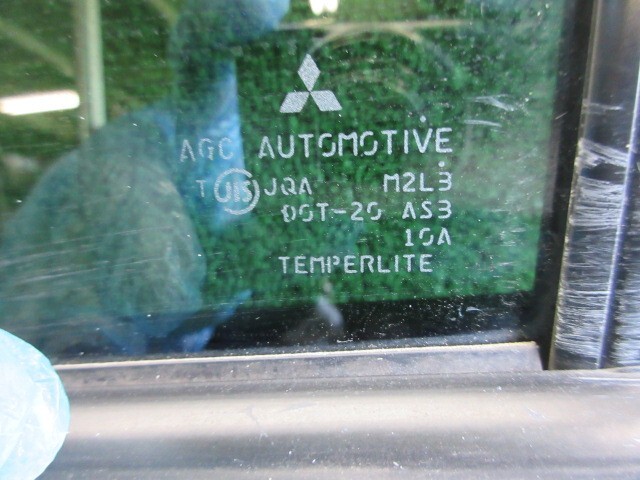 AGC AUTOMOTIVE
T JIS JQA M2L3
DOT-20 AS3
10A
TEMPERLITE